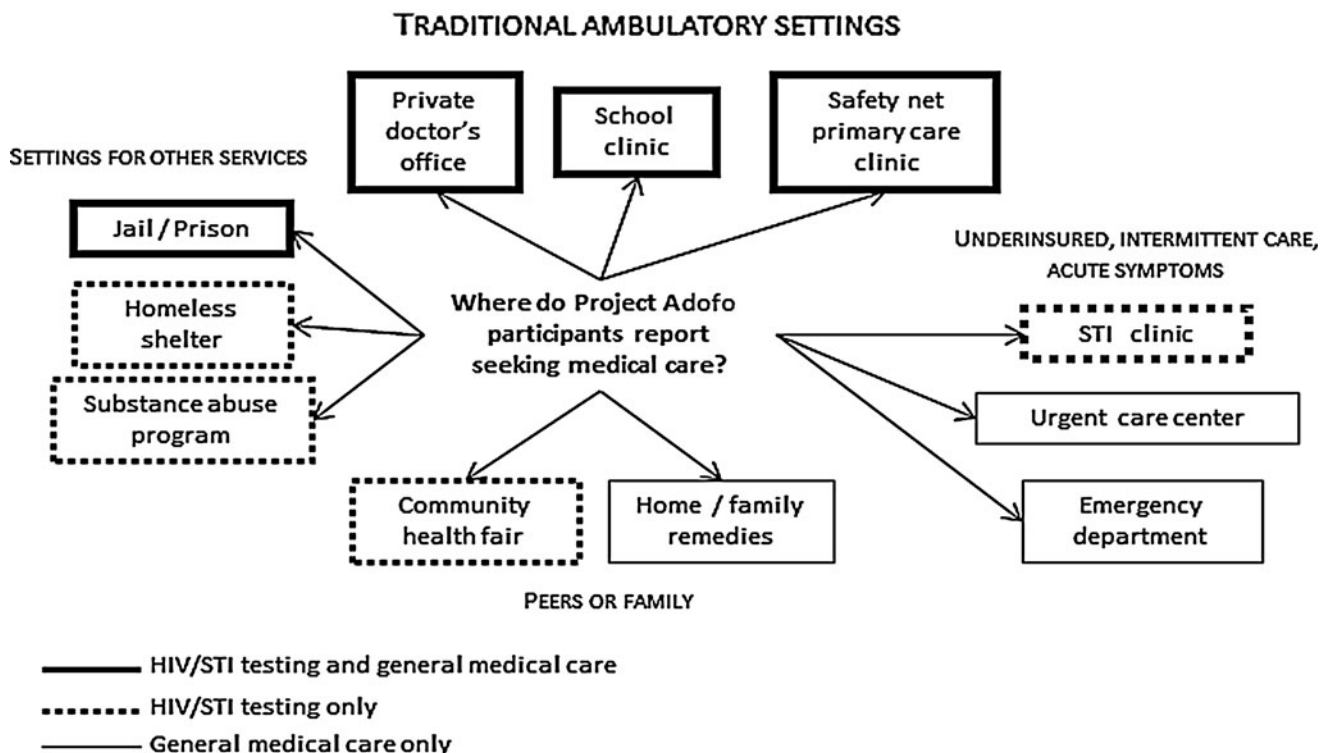 TRADITIONAL AMBULATORY SETTINGS
Private
doctor's
office
School
clinic
Safety net
primary care
clinic
SETTINGS FOR OTHER SERVICES
Jail / Prison
Homeless
shelter
Substance abuse
program
Where do Project Adofo
participants report
seeking medical care?
UNDERINSURED, INTERMITTENT CARE,
ACUTE SYMPTOMS
STI clinic
Urgent care center
Emergency
department
Community
health fair
Home / family
remedies
PEERS OR FAMILY
HIV/STI testing and general medical care
HIV/STI testing only
General medical care only